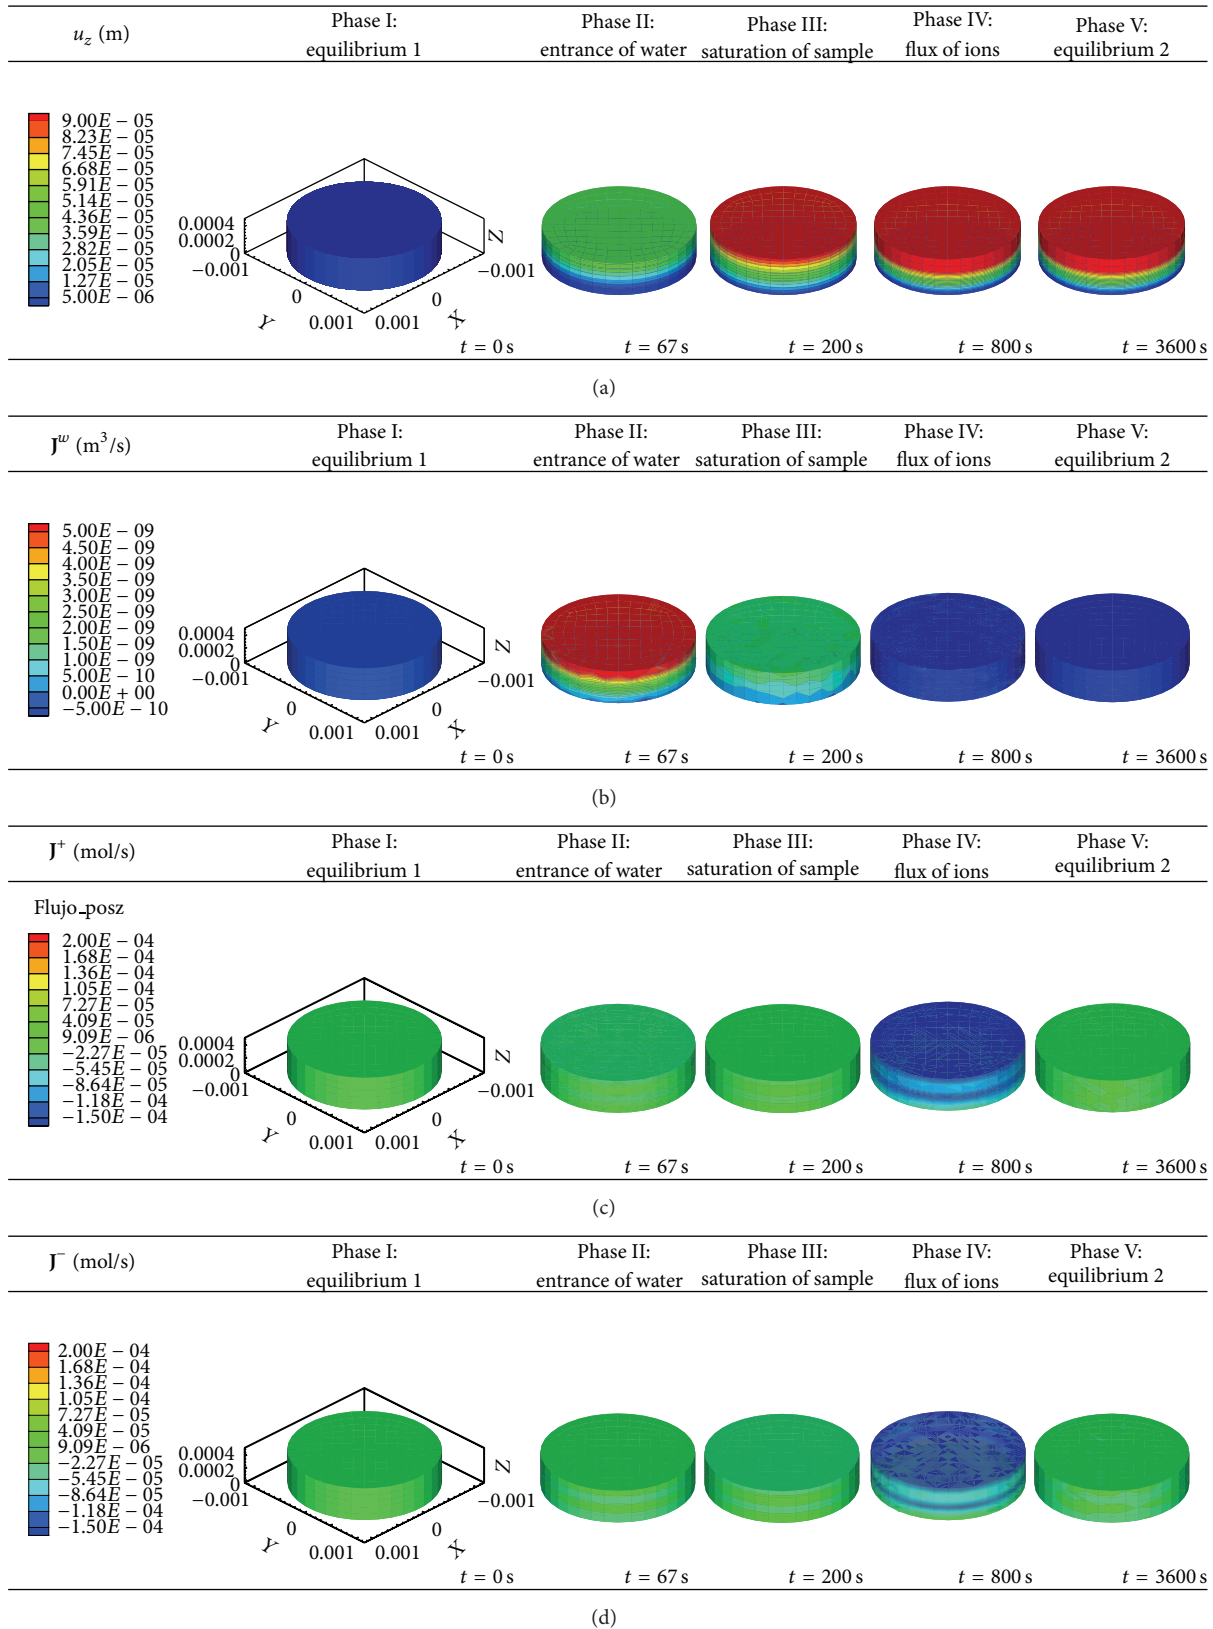 u_z (m)
Phase I:
equilibrium 1
Phase II:
entrance of water
Phase III:
saturation of sample
Phase IV:
flux of ions
Phase V:
equilibrium 2
9.00E − 05
8.23E − 05
7.45E − 05
6.68E − 05
5.91E − 05
5.14E − 05
4.36E − 05
3.59E − 05
2.82E − 05
2.05E − 05
1.27E − 05
5.00E − 06
0.0004
0.0002
0
−0.001
0
0.001
Y
0.001
0
−0.001
X
Z
t = 0 s
t = 67 s
t = 200 s
t = 800 s
t = 3600 s
(a)
J^w (m³/s)
Phase I:
equilibrium 1
Phase II:
entrance of water
Phase III:
saturation of sample
Phase IV:
flux of ions
Phase V:
equilibrium 2
5.00E − 09
4.50E − 09
4.00E − 09
3.50E − 09
3.00E − 09
2.50E − 09
2.00E − 09
1.50E − 09
1.00E − 09
5.00E − 10
0.00E + 00
−5.00E − 10
0.0004
0.0002
0
−0.001
0
0.001
Y
0.001
0
−0.001
X
Z
t = 0 s
t = 67 s
t = 200 s
t = 800 s
t = 3600 s
(b)
J⁺ (mol/s)
Phase I:
equilibrium 1
Phase II:
entrance of water
Phase III:
saturation of sample
Phase IV:
flux of ions
Phase V:
equilibrium 2
Flujo_posz
2.00E − 04
1.68E − 04
1.36E − 04
1.05E − 04
7.27E − 05
4.09E − 05
9.09E − 06
−2.27E − 05
−5.45E − 05
−8.64E − 05
−1.18E − 04
−1.50E − 04
0.0004
0.0002
0
−0.001
0
0.001
Y
0.001
0
−0.001
X
Z
t = 0 s
t = 67 s
t = 200 s
t = 800 s
t = 3600 s
(c)
J⁻ (mol/s)
Phase I:
equilibrium 1
Phase II:
entrance of water
Phase III:
saturation of sample
Phase IV:
flux of ions
Phase V:
equilibrium 2
2.00E − 04
1.68E − 04
1.36E − 04
1.05E − 04
7.27E − 05
4.09E − 05
9.09E − 06
−2.27E − 05
−5.45E − 05
−8.64E − 05
−1.18E − 04
−1.50E − 04
0.0004
0.0002
0
−0.001
0
0.001
Y
0.001
0
−0.001
X
Z
t = 0 s
t = 67 s
t = 200 s
t = 800 s
t = 3600 s
(d)